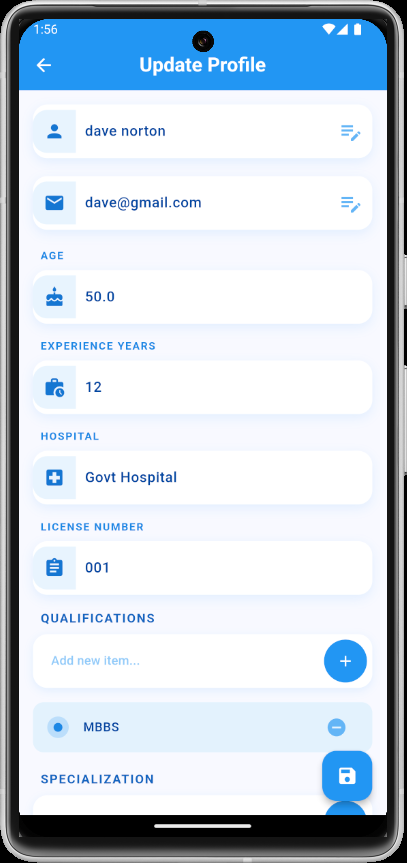 1:56
Update Profile
dave norton
dave@gmail.com
AGE
50.0
EXPERIENCE YEARS
12
HOSPITAL
Govt Hospital
LICENSE NUMBER
001
QUALIFICATIONS
Add new item...
MBBS
SPECIALIZATION